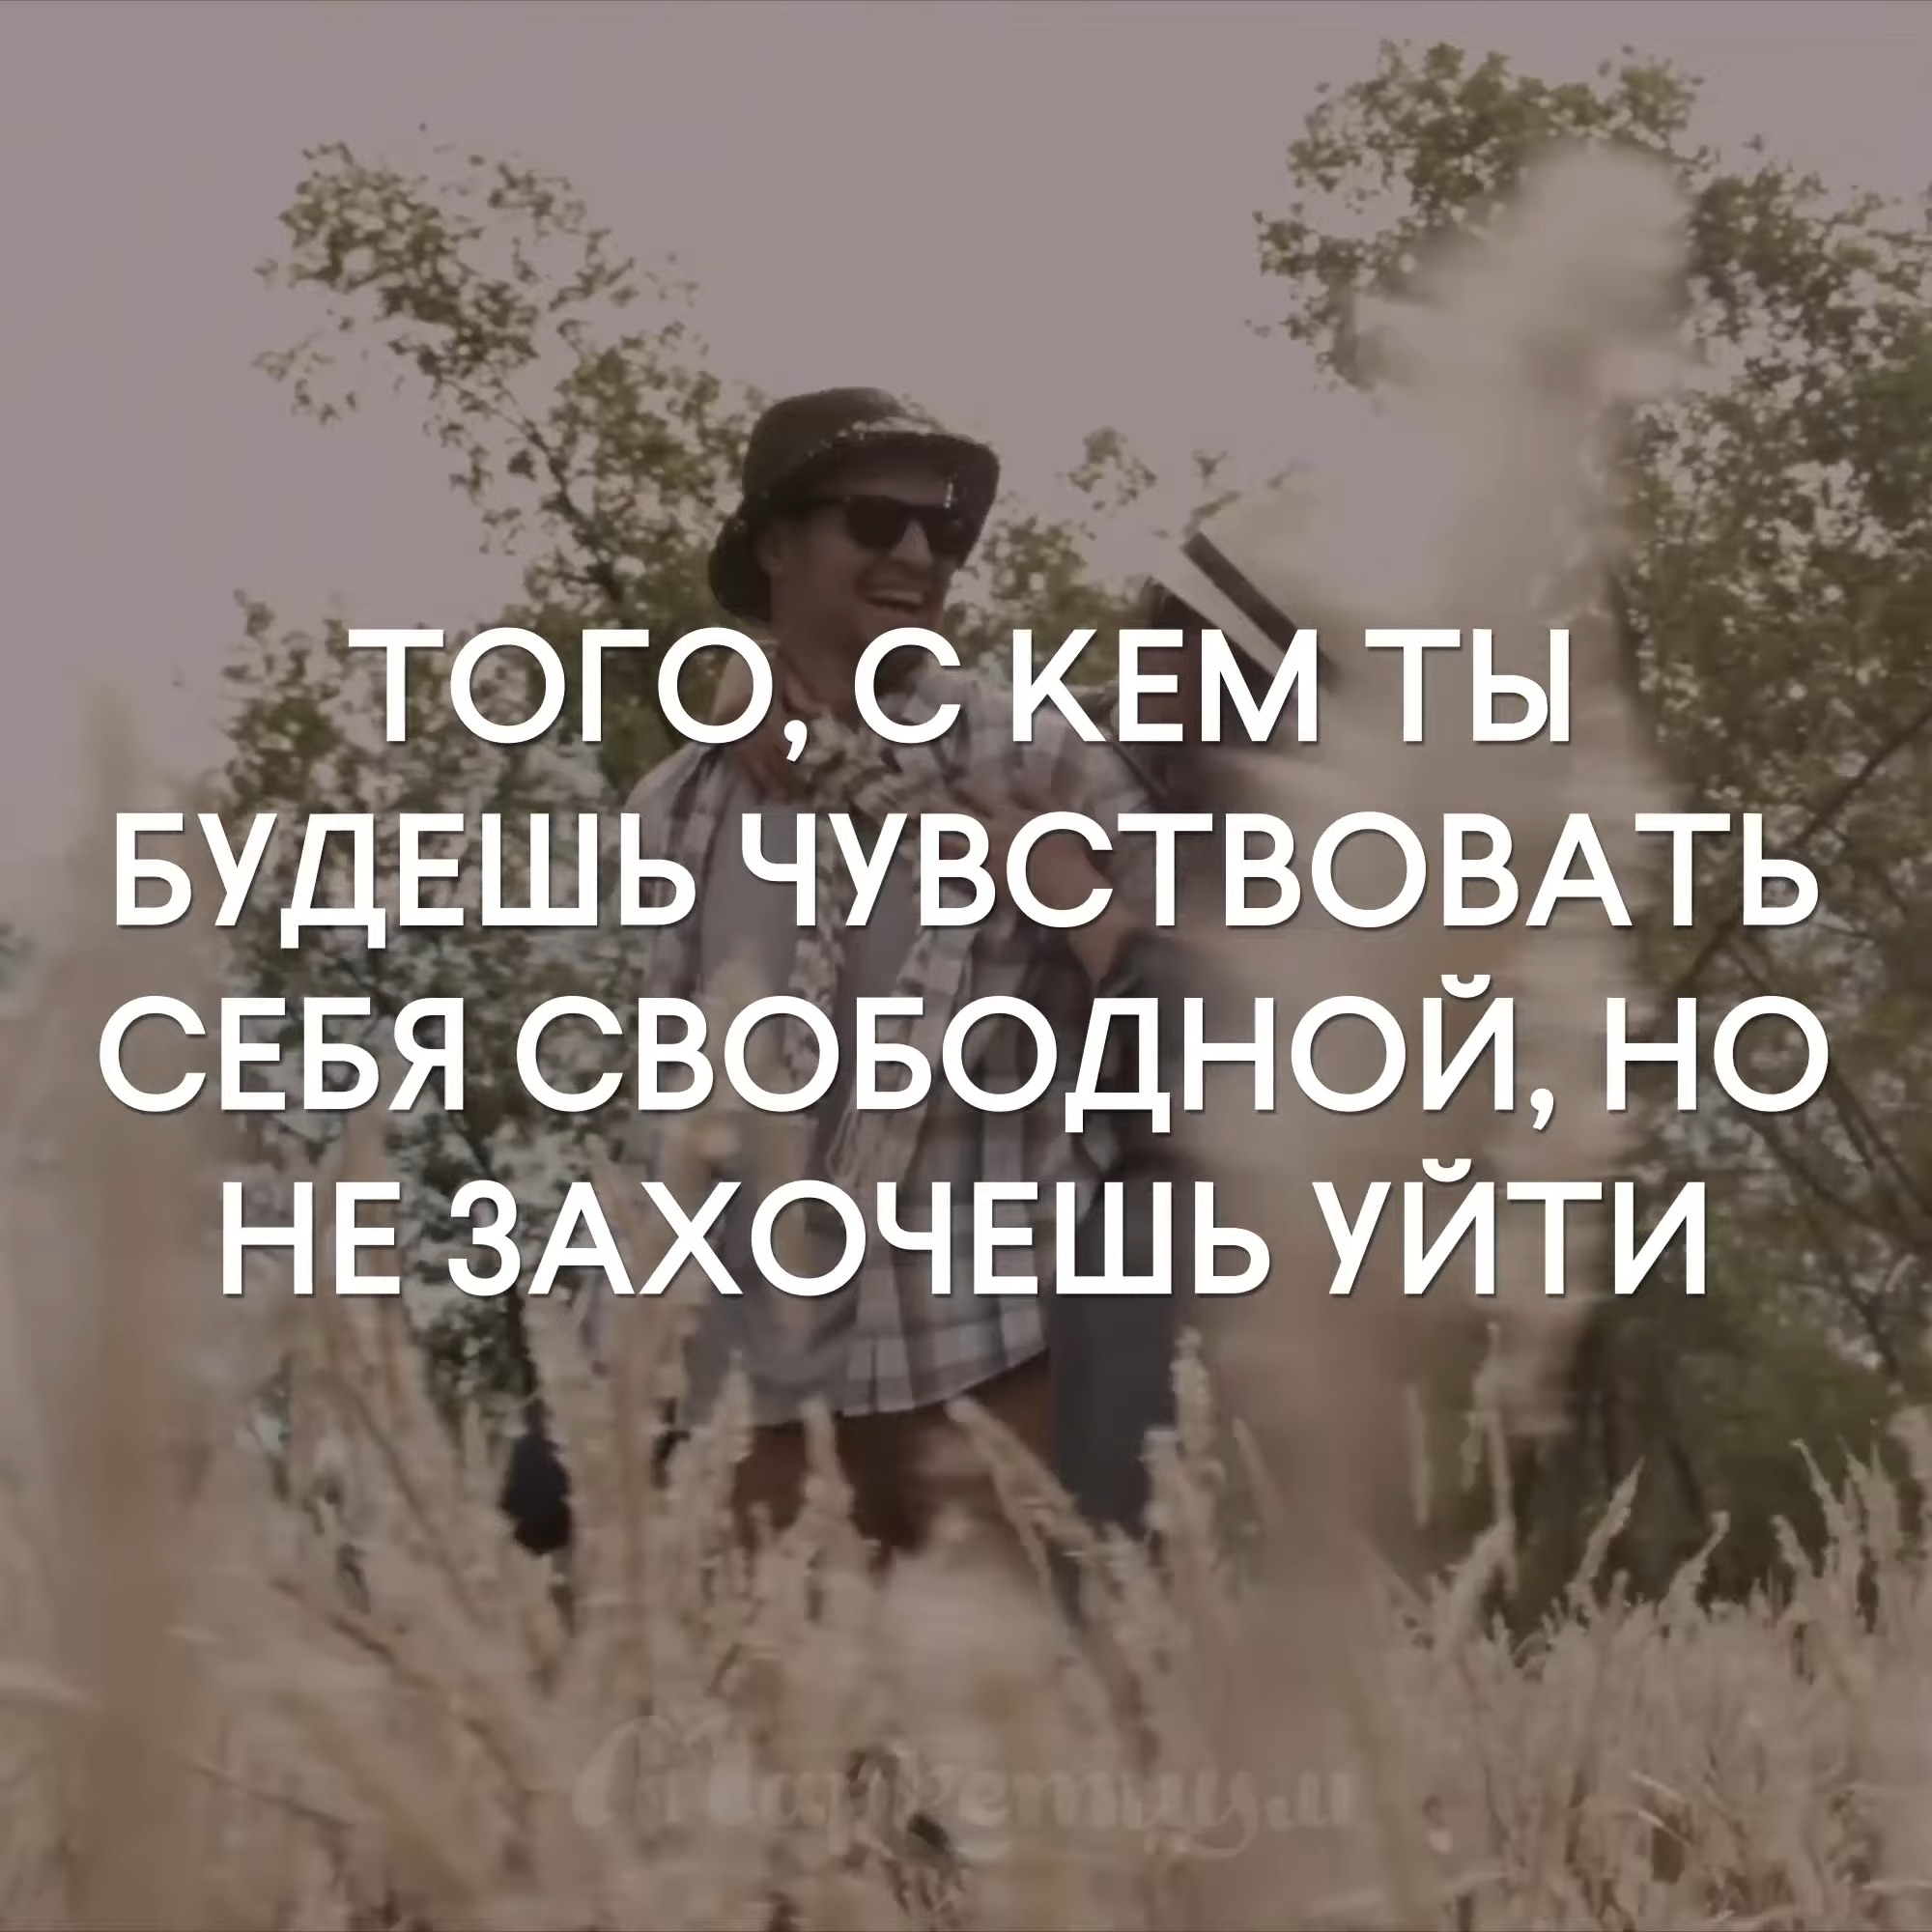 ТОГО, С КЕМ ТЫ
БУДЕШЬ ЧУВСТВОВАТЬ
СЕБЯ СВОБОДНОЙ, НО
НЕ ЗАХОЧЕШЬ УЙТИ